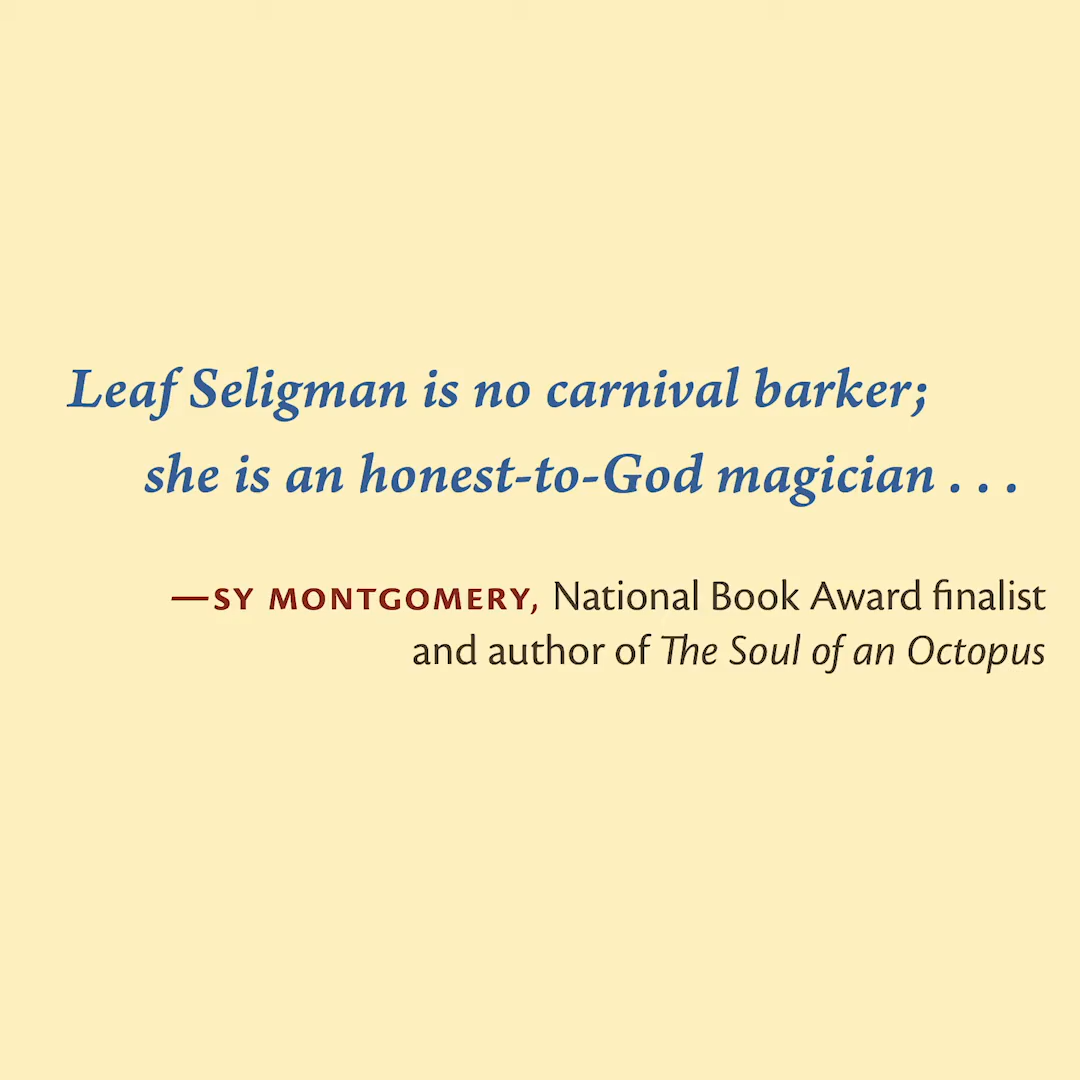 Leaf Seligman is no carnival barker;
she is an honest-to-God magician . . .
—SY MONTGOMERY, National Book Award finalist
and author of The Soul of an Octopus